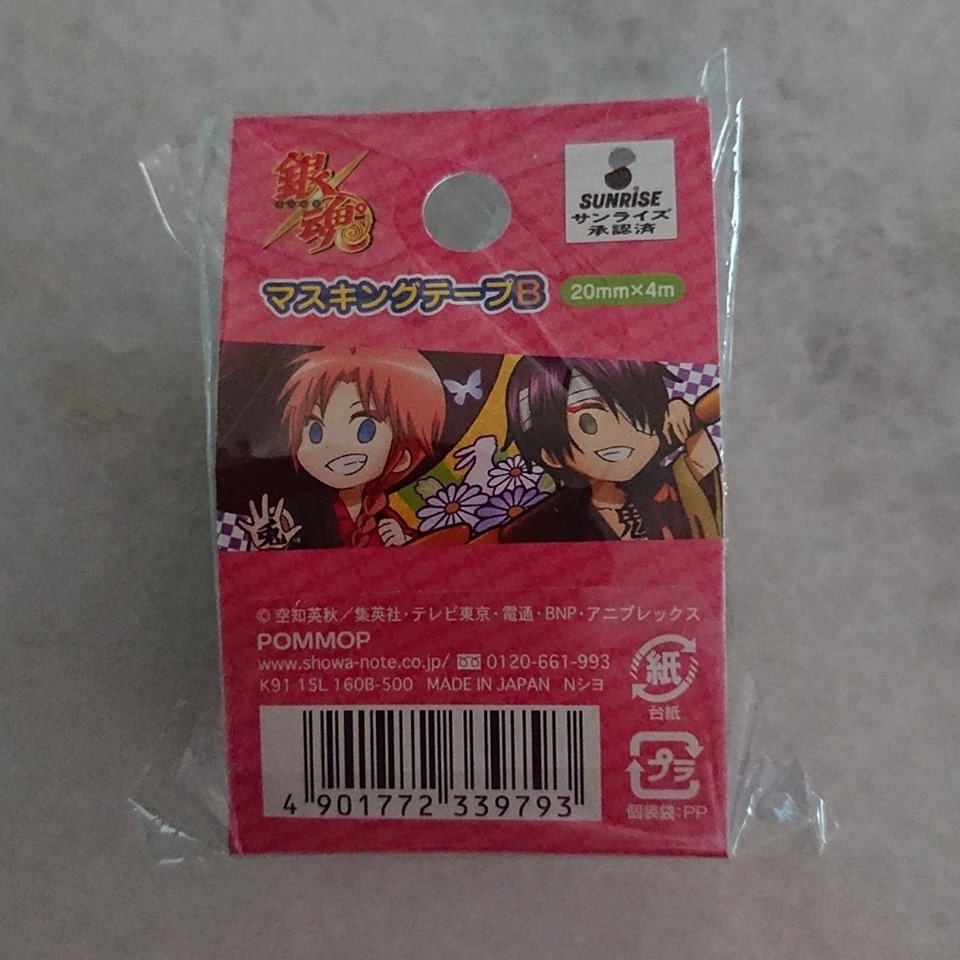 銀魂
SUNRISE
サンライズ
承認済
マスキングテープB
20mm×4m
兎
鬼
© 空知英秋／集英社・テレビ東京・電通・BNP・アニプレックス
POMMOP
www.showa-note.co.jp/ 0120-661-993
K91 1SL 160B-500 MADE IN JAPAN Nショ
紙
台紙
プラ
個装袋:PP
4 901772 339793